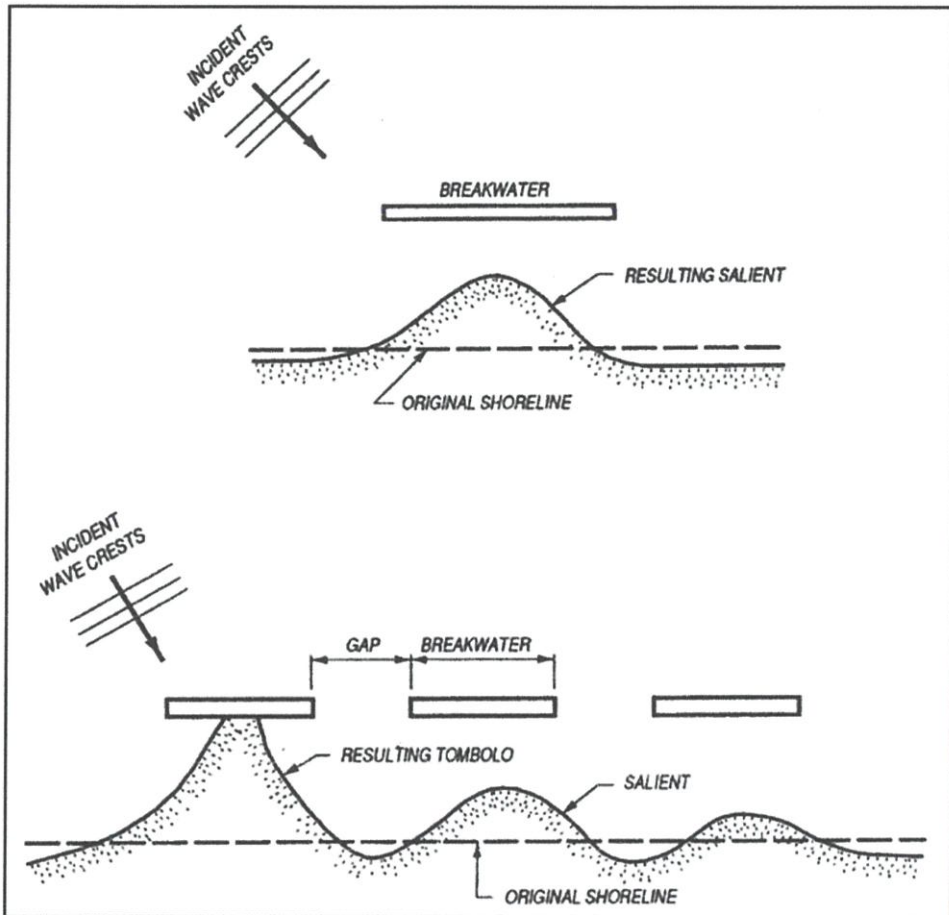 INCIDENT
WAVE CRESTS
BREAKWATER
RESULTING SALIENT
ORIGINAL SHORELINE
INCIDENT
WAVE CRESTS
GAP
BREAKWATER
RESULTING TOMBOLO
SALIENT
ORIGINAL SHORELINE